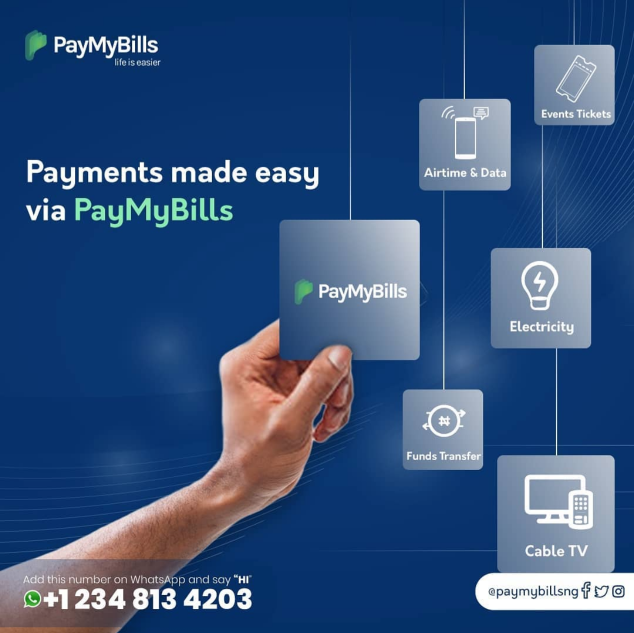 PayMyBills
life is easier
Payments made easy
via PayMyBills
Events Tickets
Airtime & Data
PayMyBills
Electricity
Funds Transfer
Cable TV
Add this number on WhatsApp and say "HI"
+1 234 813 4203
@paymybillsng